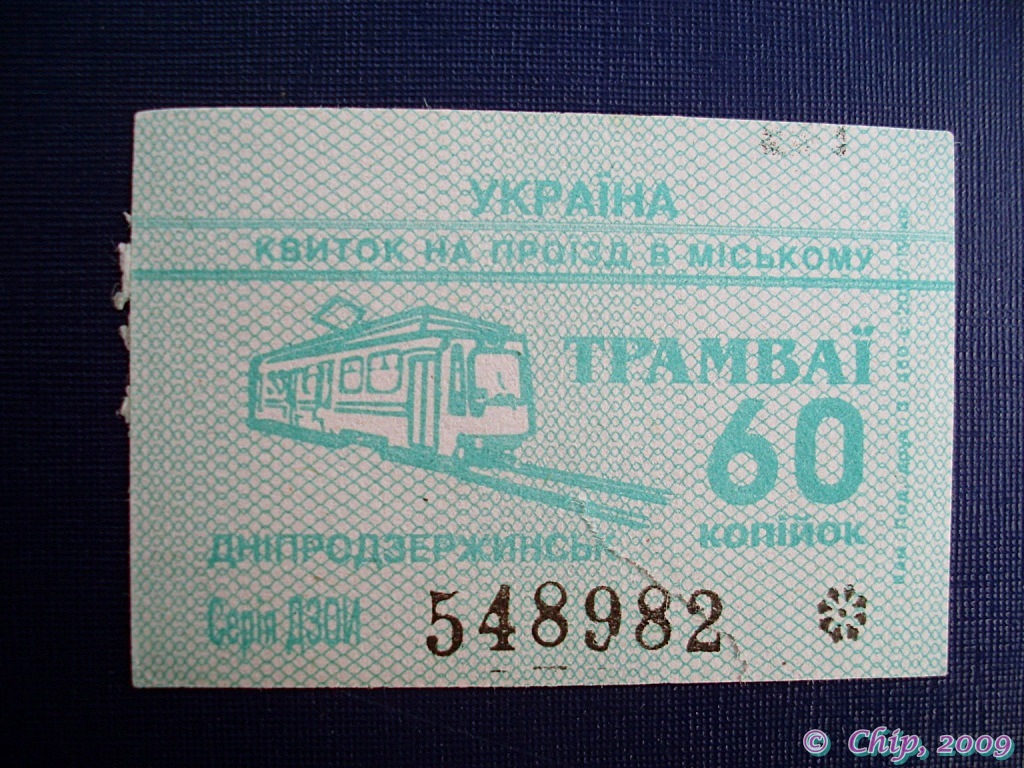 УКРАЇНА
КВИТОК НА ПРОЇЗД В МІСЬКОМУ
ТРАМВАЇ
60
КОПІЙОК
ДНІПРОДЗЕРЖИНСЬК
Серія ДЗОИ
548982
© Chip, 2009